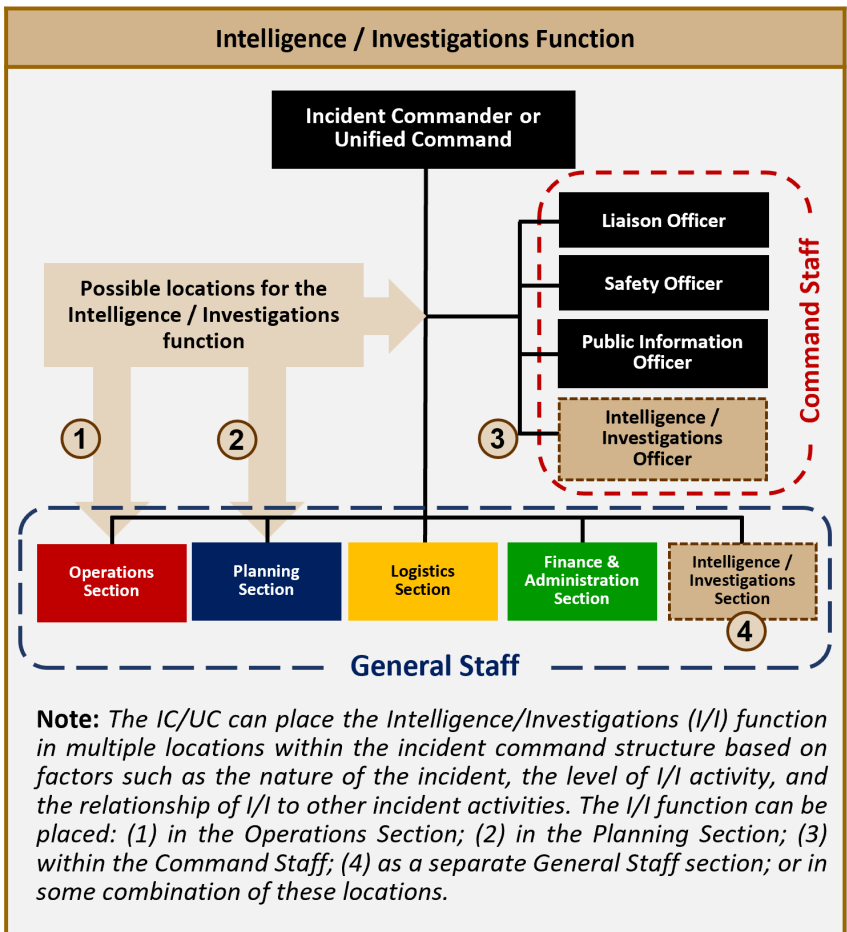 Intelligence / Investigations Function
Incident Commander or
Unified Command
Liaison Officer
Safety Officer
Public Information
Officer
Intelligence /
Investigations
Officer
Command Staff
Possible locations for the
Intelligence / Investigations
function
1
2
3
Operations
Section
Planning
Section
Logistics
Section
Finance &
Administration
Section
Intelligence /
Investigations
Section
4
General Staff
Note: The IC/UC can place the Intelligence/Investigations (I/I) function
in multiple locations within the incident command structure based on
factors such as the nature of the incident, the level of I/I activity, and
the relationship of I/I to other incident activities. The I/I function can be
placed: (1) in the Operations Section; (2) in the Planning Section; (3)
within the Command Staff; (4) as a separate General Staff section; or in
some combination of these locations.